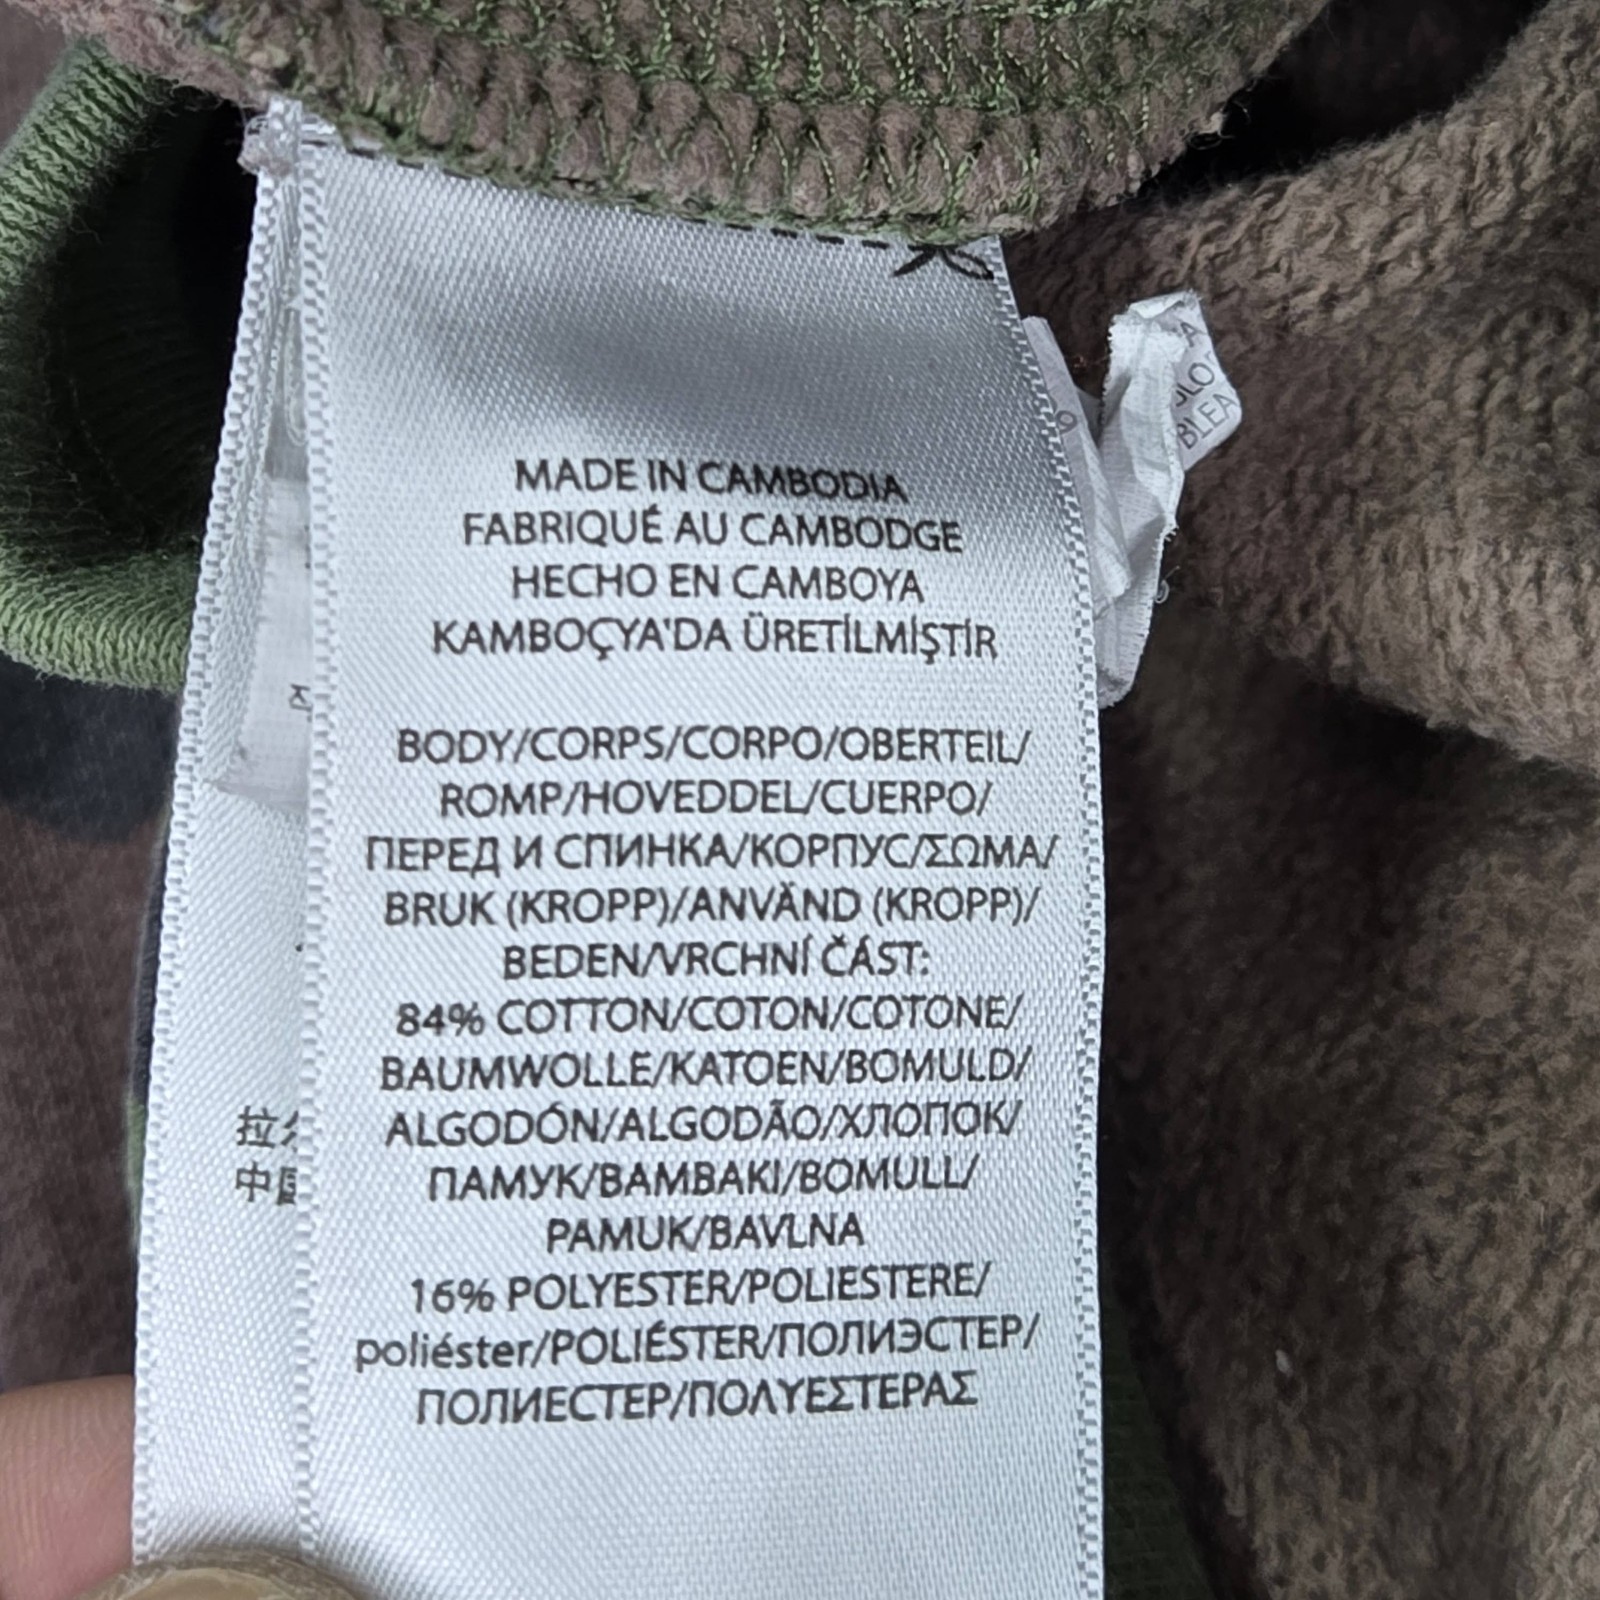 MADE IN CAMBODIA
FABRIQUÉ AU CAMBODGE
HECHO EN CAMBOYA
KAMBOÇYA'DA ÜRETİLMİŞTİR
BODY/CORPS/CORPO/OBERTEIL/
ROMP/HOVEDDEL/CUERPO/
ПЕРЕД И СПИНКА/КОРПУС/ΣΩΜΑ/
BRUK (KROPP)/ANVÄND (KROPP)/
BEDEN/VRCHNÍ ČÁST:
84% COTTON/COTON/COTONE/
BAUMWOLLE/KATOEN/BOMULD/
ALGODÓN/ALGODÃO/ХЛОПОК/
ПАМУК/ΒΑΜΒΑΚΙ/BOMULL/
PAMUK/BAVLNA
16% POLYESTER/POLIESTERE/
poliéster/POLIÉSTER/ПОЛИЭСТЕР/
ПОЛИЕСТЕР/ΠΟΛΥΕΣΤΕΡΑΣ